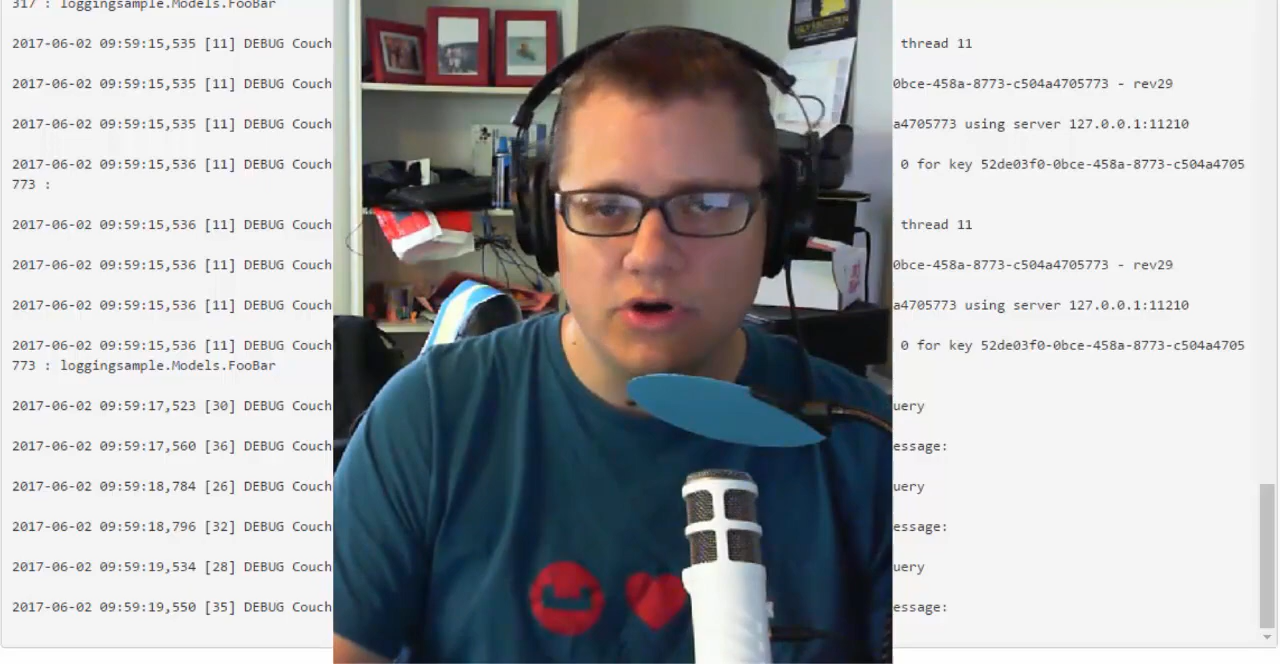 317 : loggingsample.Models.FooBar
2017-06-02 09:59:15,535 [11] DEBUG Couch thread 11
2017-06-02 09:59:15,535 [11] DEBUG Couch 0bce-458a-8773-c504a4705773 - rev29
2017-06-02 09:59:15,535 [11] DEBUG Couch a4705773 using server 127.0.0.1:11210
2017-06-02 09:59:15,536 [11] DEBUG Couch 0 for key 52de03f0-0bce-458a-8773-c504a4705
773 :
2017-06-02 09:59:15,536 [11] DEBUG Couch thread 11
2017-06-02 09:59:15,536 [11] DEBUG Couch 0bce-458a-8773-c504a4705773 - rev29
2017-06-02 09:59:15,536 [11] DEBUG Couch a4705773 using server 127.0.0.1:11210
2017-06-02 09:59:15,536 [11] DEBUG Couch 0 for key 52de03f0-0bce-458a-8773-c504a4705
773 : loggingsample.Models.FooBar
2017-06-02 09:59:17,523 [30] DEBUG Couch uery
2017-06-02 09:59:17,560 [36] DEBUG Couch essage:
2017-06-02 09:59:18,784 [26] DEBUG Couch uery
2017-06-02 09:59:18,796 [32] DEBUG Couch essage:
2017-06-02 09:59:19,534 [28] DEBUG Couch uery
2017-06-02 09:59:19,550 [35] DEBUG Couch essage: